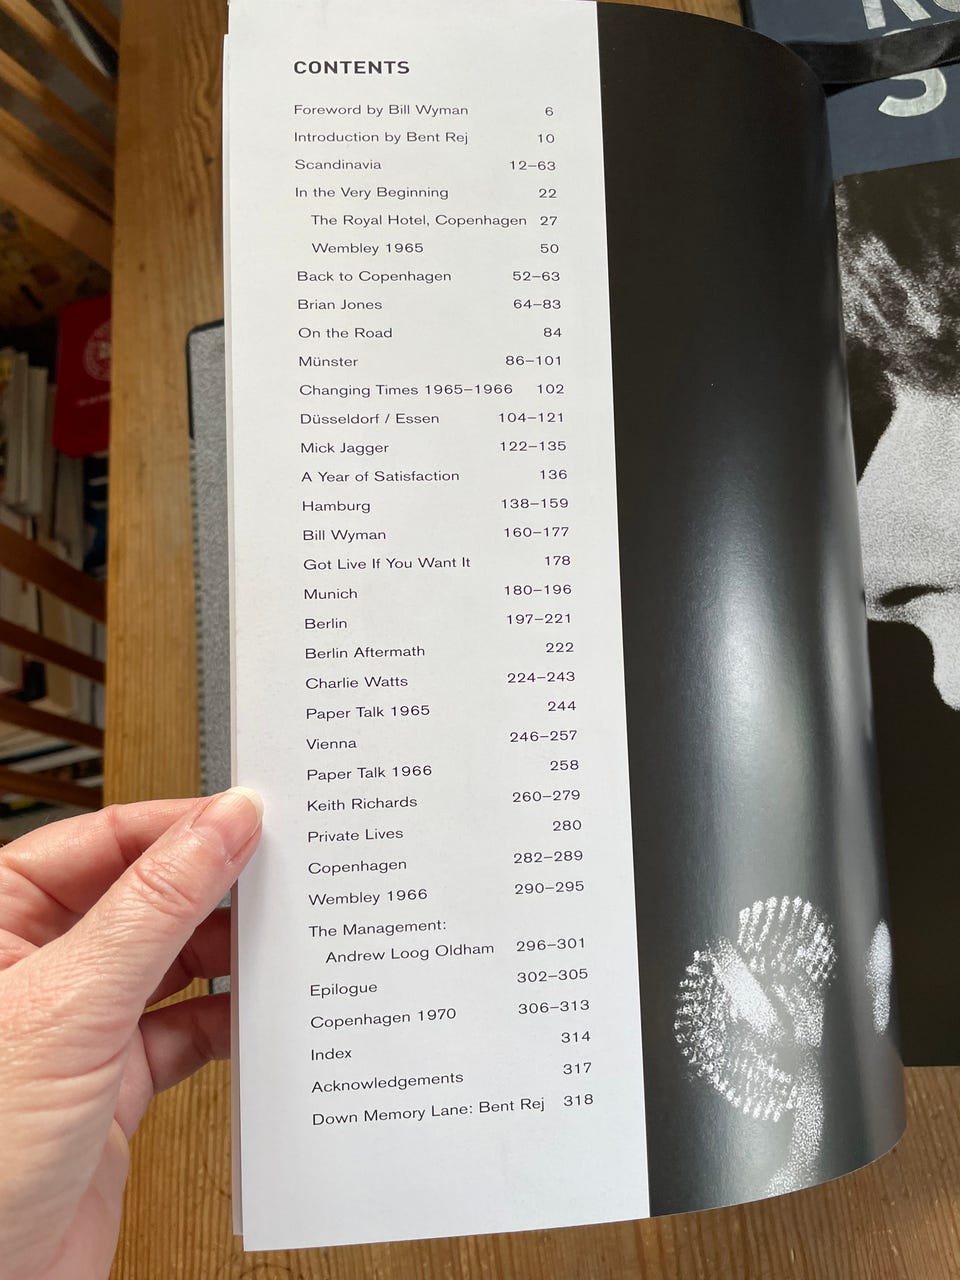 CONTENTS
Foreword by Bill Wyman 6
Introduction by Bent Rej 10
Scandinavia 12–63
In the Very Beginning 22
The Royal Hotel, Copenhagen 27
Wembley 1965 50
Back to Copenhagen 52–63
Brian Jones 64–83
On the Road 84
Münster 86–101
Changing Times 1965–1966 102
Düsseldorf / Essen 104–121
Mick Jagger 122–135
A Year of Satisfaction 136
Hamburg 138–159
Bill Wyman 160–177
Got Live If You Want It 178
Munich 180–196
Berlin 197–221
Berlin Aftermath 222
Charlie Watts 224–243
Paper Talk 1965 244
Vienna 246–257
Paper Talk 1966 258
Keith Richards 260–279
Private Lives 280
Copenhagen 282–289
Wembley 1966 290–295
The Management:
Andrew Loog Oldham 296–301
Epilogue 302–305
Copenhagen 1970 306–313
Index 314
Acknowledgements 317
Down Memory Lane: Bent Rej 318